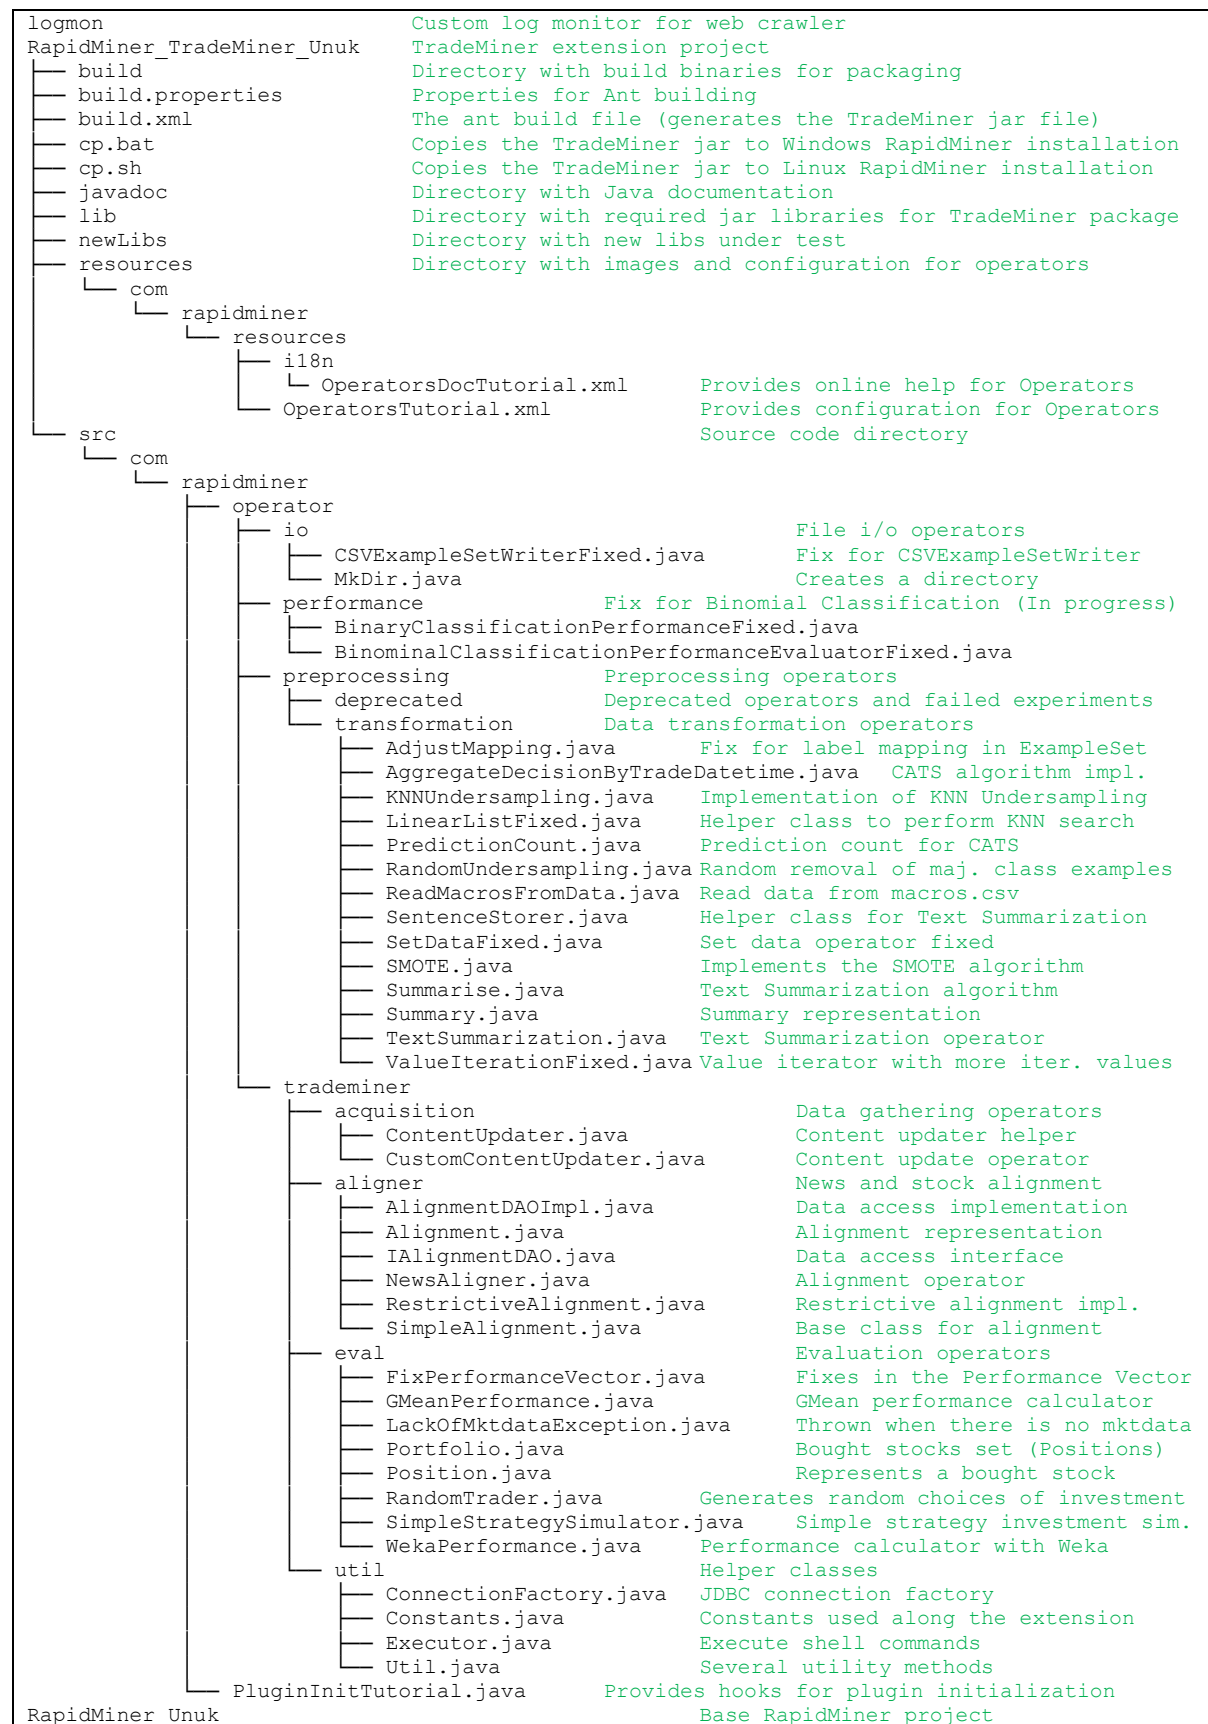 logmon Custom log monitor for web crawler
RapidMiner_TradeMiner_Unuk TradeMiner extension project
├── build Directory with build binaries for packaging
├── build.properties Properties for Ant building
├── build.xml The ant build file (generates the TradeMiner jar file)
├── cp.bat Copies the TradeMiner jar to Windows RapidMiner installation
├── cp.sh Copies the TradeMiner jar to Linux RapidMiner installation
├── javadoc Directory with Java documentation
├── lib Directory with required jar libraries for TradeMiner package
├── newLibs Directory with new libs under test
├── resources Directory with images and configuration for operators
│   └── com
│       └── rapidminer
│           └── resources
│               ├── i18n
│               │   └─ OperatorsDocTutorial.xml Provides online help for Operators
│               └── OperatorsTutorial.xml Provides configuration for Operators
└── src Source code directory
    └── com
        └── rapidminer
            ├── operator
            │   ├── io File i/o operators
            │   │   ├── CSVExampleSetWriterFixed.java Fix for CSVExampleSetWriter
            │   │   └── MkDir.java Creates a directory
            │   ├── performance Fix for Binomial Classification (In progress)
            │   │   ├── BinaryClassificationPerformanceFixed.java
            │   │   └── BinominalClassificationPerformanceEvaluatorFixed.java
            │   ├── preprocessing Preprocessing operators
            │   │   ├── deprecated Deprecated operators and failed experiments
            │   │   └── transformation Data transformation operators
            │   │       ├── AdjustMapping.java Fix for label mapping in ExampleSet
            │   │       ├── AggregateDecisionByTradeDatetime.java CATS algorithm impl.
            │   │       ├── KNNUndersampling.java Implementation of KNN Undersampling
            │   │       ├── LinearListFixed.java Helper class to perform KNN search
            │   │       ├── PredictionCount.java Prediction count for CATS
            │   │       ├── RandomUndersampling.java Random removal of maj. class examples
            │   │       ├── ReadMacrosFromData.java Read data from macros.csv
            │   │       ├── SentenceStorer.java Helper class for Text Summarization
            │   │       ├── SetDataFixed.java Set data operator fixed
            │   │       ├── SMOTE.java Implements the SMOTE algorithm
            │   │       ├── Summarise.java Text Summarization algorithm
            │   │       ├── Summary.java Summary representation
            │   │       ├── TextSummarization.java Text Summarization operator
            │   │       └── ValueIterationFixed.java Value iterator with more iter. values
            │   └── trademiner
            │       ├── acquisition Data gathering operators
            │       │   ├── ContentUpdater.java Content updater helper
            │       │   └── CustomContentUpdater.java Content update operator
            │       ├── aligner News and stock alignment
            │       │   ├── AlignmentDAOImpl.java Data access implementation
            │       │   ├── Alignment.java Alignment representation
            │       │   ├── IAlignmentDAO.java Data access interface
            │       │   ├── NewsAligner.java Alignment operator
            │       │   ├── RestrictiveAlignment.java Restrictive alignment impl.
            │       │   └── SimpleAlignment.java Base class for alignment
            │       ├── eval Evaluation operators
            │       │   ├── FixPerformanceVector.java Fixes in the Performance Vector
            │       │   ├── GMeanPerformance.java GMean performance calculator
            │       │   ├── LackOfMktdataException.java Thrown when there is no mktdata
            │       │   ├── Portfolio.java Bought stocks set (Positions)
            │       │   ├── Position.java Represents a bought stock
            │       │   ├── RandomTrader.java Generates random choices of investment
            │       │   ├── SimpleStrategySimulator.java Simple strategy investment sim.
            │       │   └── WekaPerformance.java Performance calculator with Weka
            │       └── util Helper classes
            │           ├── ConnectionFactory.java JDBC connection factory
            │           ├── Constants.java Constants used along the extension
            │           ├── Executor.java Execute shell commands
            │           └── Util.java Several utility methods
            └── PluginInitTutorial.java Provides hooks for plugin initialization
RapidMiner_Unuk Base RapidMiner project